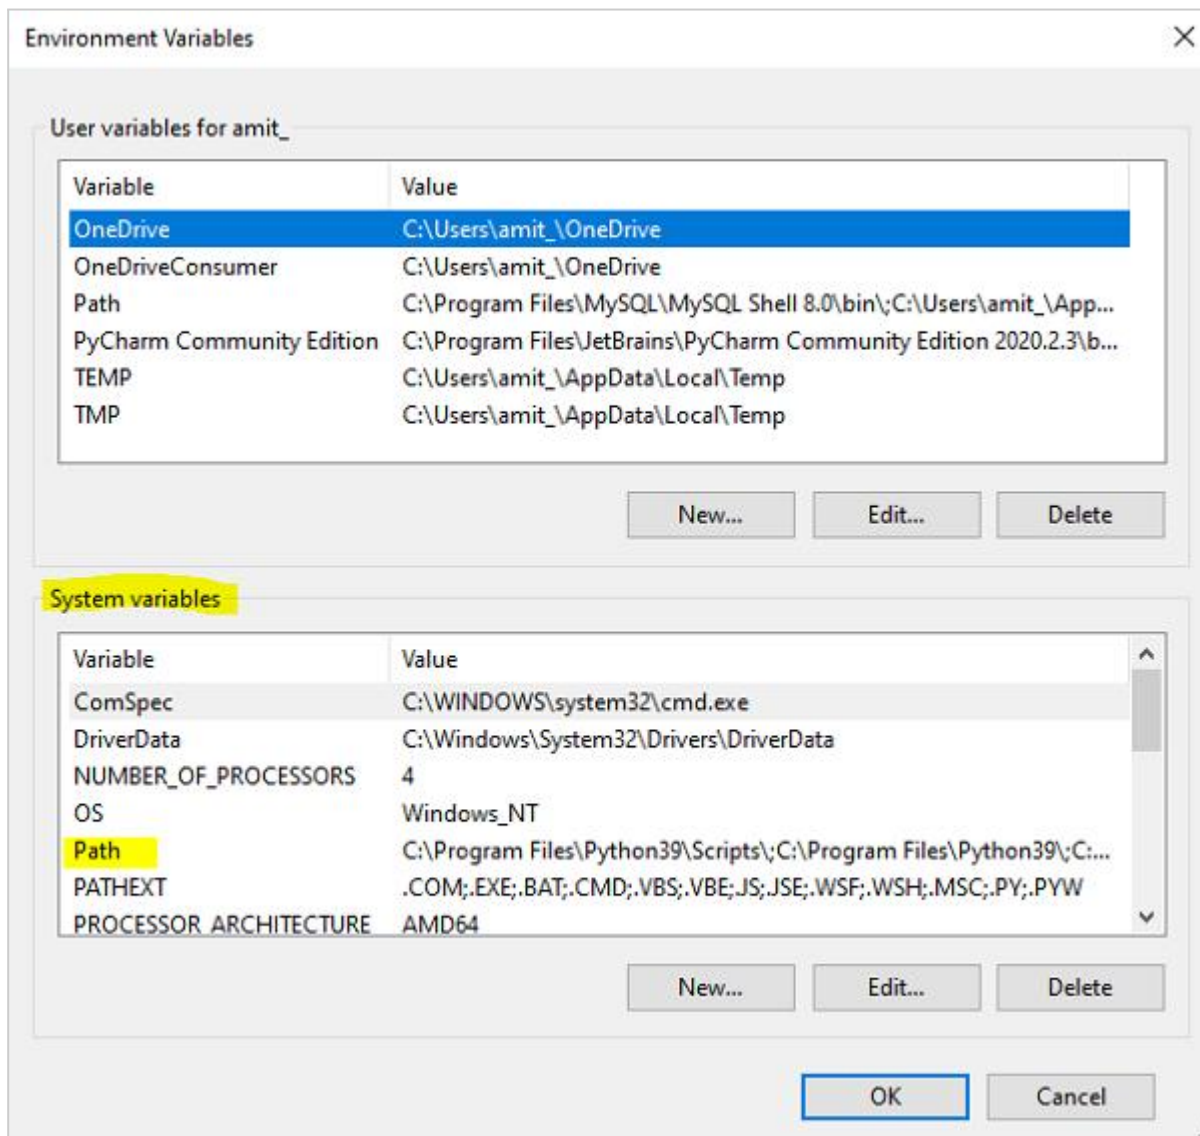 Environment Variables
User variables for amit_
Variable Value
OneDrive C:\Users\amit_\OneDrive
OneDriveConsumer C:\Users\amit_\OneDrive
Path C:\Program Files\MySQL\MySQL Shell 8.0\bin\;C:\Users\amit_\App...
PyCharm Community Edition C:\Program Files\JetBrains\PyCharm Community Edition 2020.2.3\b...
TEMP C:\Users\amit_\AppData\Local\Temp
TMP C:\Users\amit_\AppData\Local\Temp
New... Edit... Delete
System variables
Variable Value
ComSpec C:\WINDOWS\system32\cmd.exe
DriverData C:\Windows\System32\Drivers\DriverData
NUMBER_OF_PROCESSORS 4
OS Windows_NT
Path C:\Program Files\Python39\Scripts\;C:\Program Files\Python39\;C:...
PATHEXT .COM;.EXE;.BAT;.CMD;.VBS;.VBE;.JS;.JSE;.WSF;.WSH;.MSC;.PY;.PYW
PROCESSOR_ARCHITECTURE AMD64
New... Edit... Delete
OK Cancel